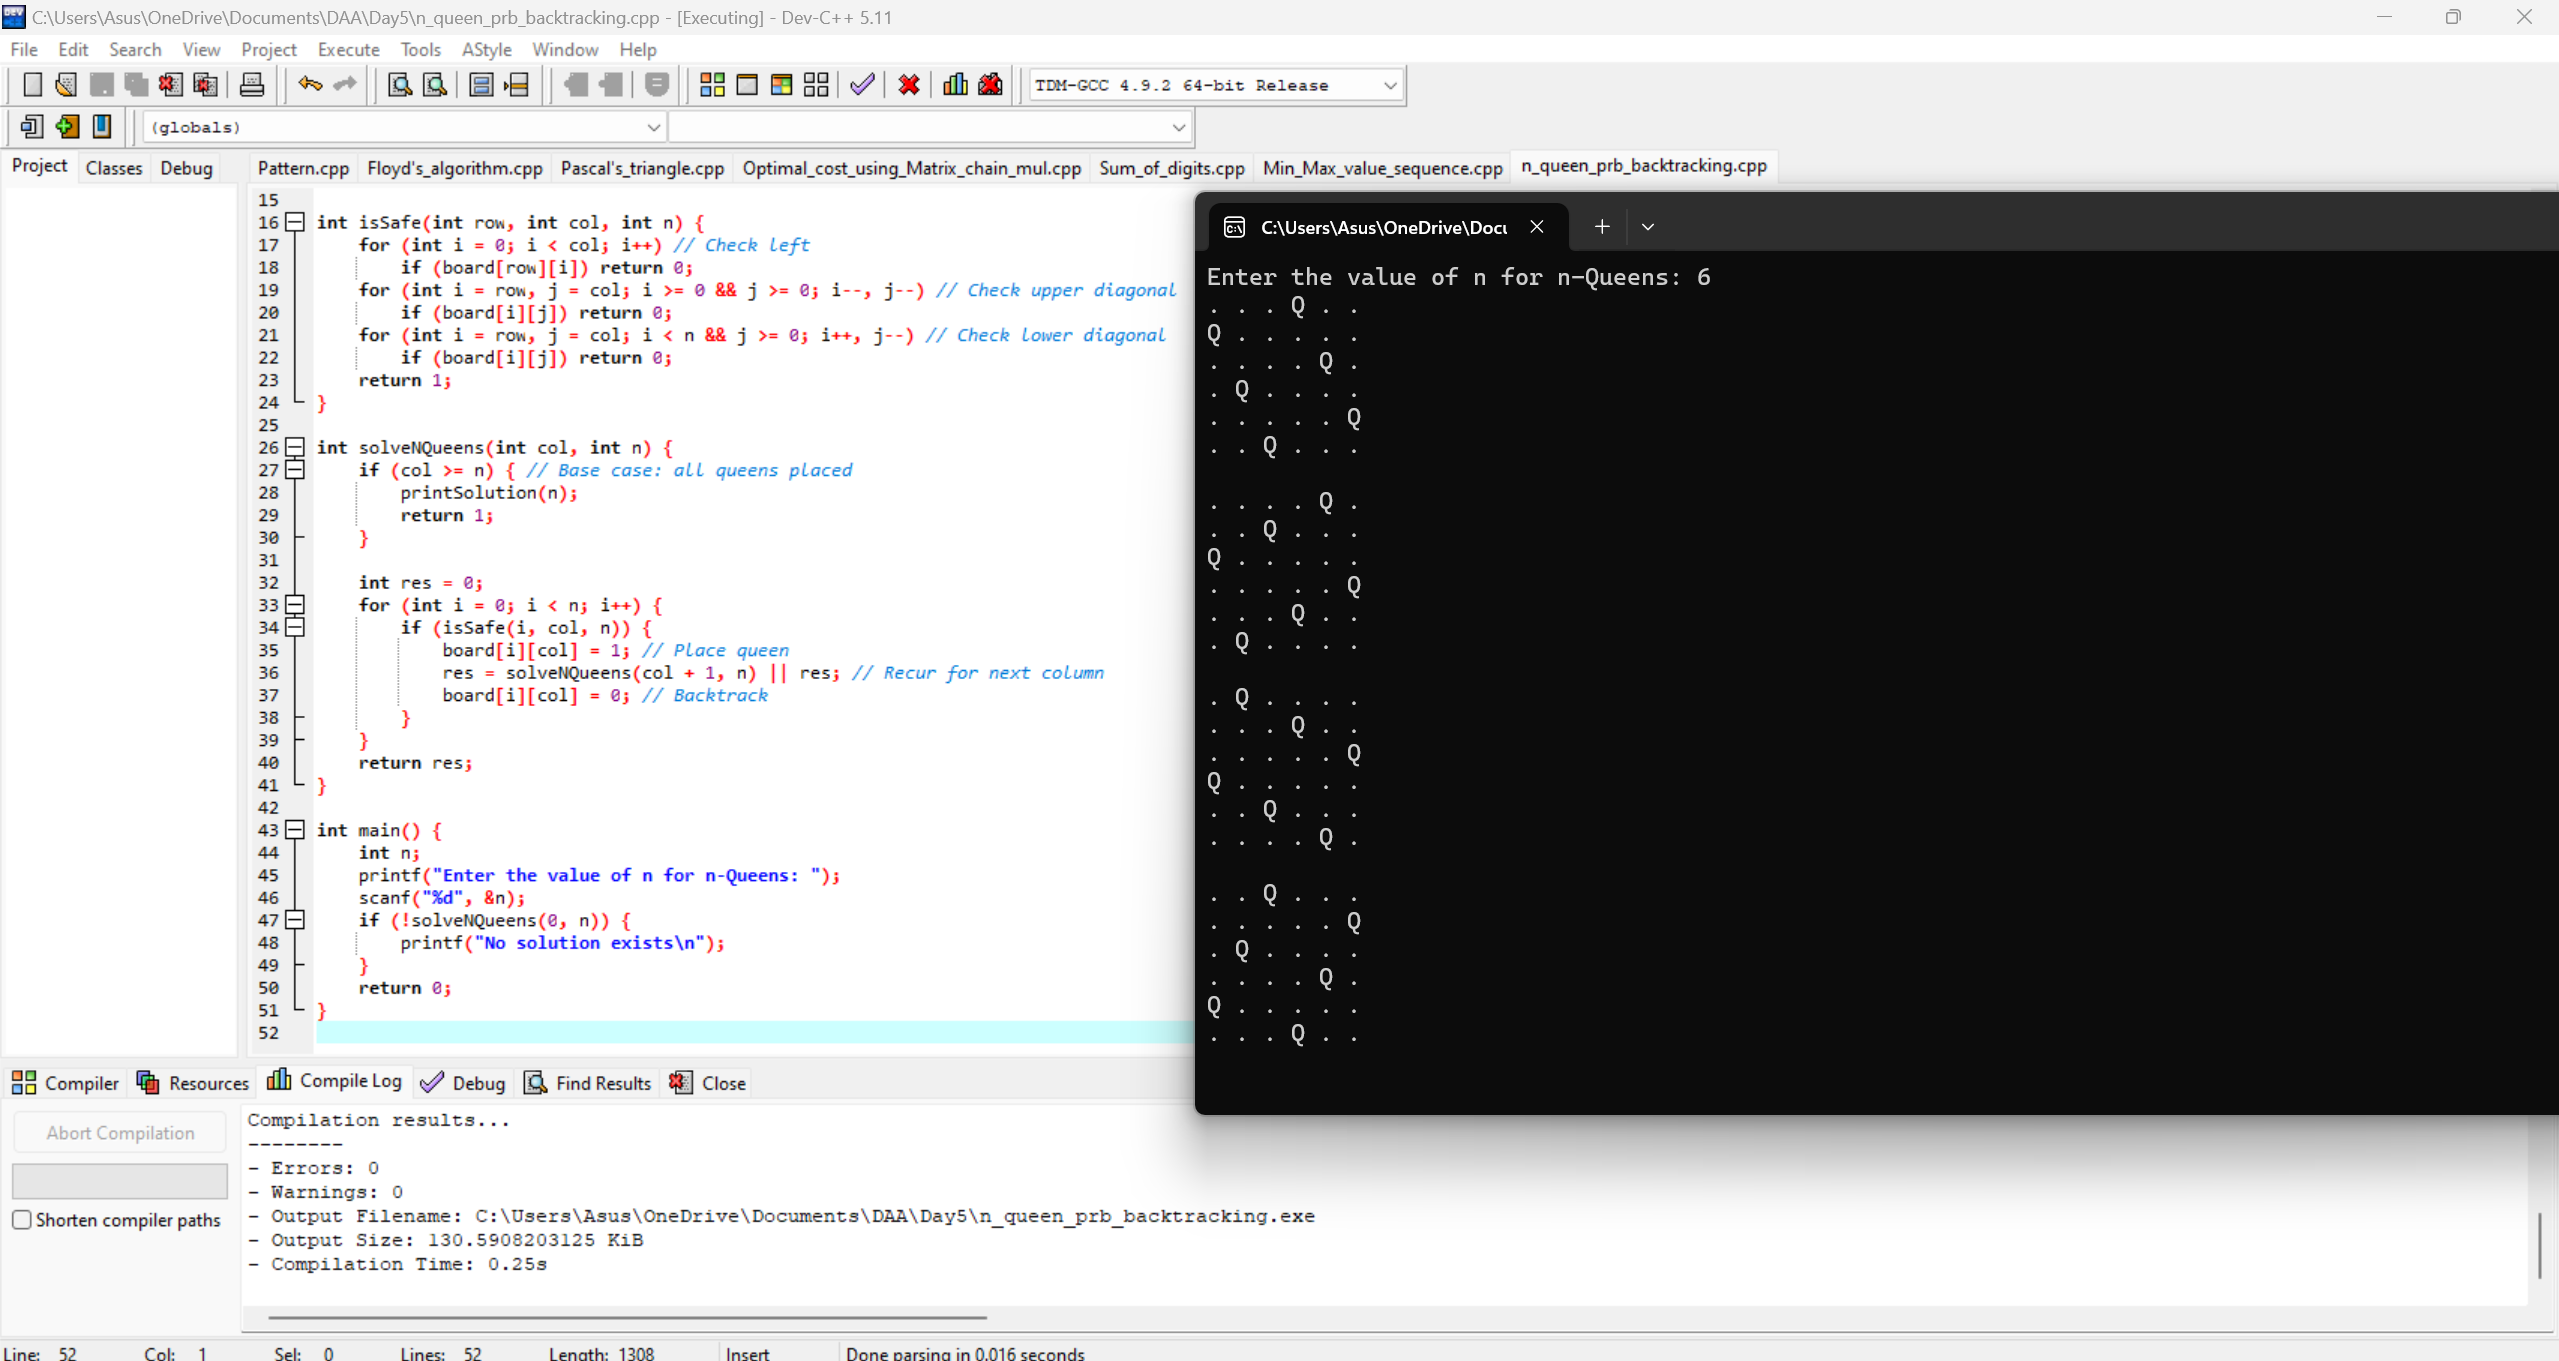 C:\Users\Asus\OneDrive\Documents\DAA\Day5\n_queen_prb_backtracking.cpp - [Executing] - Dev-C++ 5.11
File Edit Search View Project Execute Tools AStyle Window Help
TDM-GCC 4.9.2 64-bit Release
(globals)
Project Classes Debug
Pattern.cpp Floyd's_algorithm.cpp Pascal's_triangle.cpp Optimal_cost_using_Matrix_chain_mul.cpp Sum_of_digits.cpp Min_Max_value_sequence.cpp n_queen_prb_backtracking.cpp
15
16 int isSafe(int row, int col, int n) {
17     for (int i = 0; i < col; i++) // Check left
18         if (board[row][i]) return 0;
19     for (int i = row, j = col; i >= 0 && j >= 0; i--, j--) // Check upper diagonal
20         if (board[i][j]) return 0;
21     for (int i = row, j = col; i < n && j >= 0; i++, j--) // Check lower diagonal
22         if (board[i][j]) return 0;
23     return 1;
24 }
25
26 int solveNQueens(int col, int n) {
27     if (col >= n) { // Base case: all queens placed
28         printSolution(n);
29         return 1;
30     }
31
32     int res = 0;
33     for (int i = 0; i < n; i++) {
34         if (isSafe(i, col, n)) {
35             board[i][col] = 1; // Place queen
36             res = solveNQueens(col + 1, n) || res; // Recur for next column
37             board[i][col] = 0; // Backtrack
38         }
39     }
40     return res;
41 }
42
43 int main() {
44     int n;
45     printf("Enter the value of n for n-Queens: ");
46     scanf("%d", &n);
47     if (!solveNQueens(0, n)) {
48         printf("No solution exists\n");
49     }
50     return 0;
51 }
52
C:\Users\Asus\OneDrive\Docu
Enter the value of n for n-Queens: 6
. . . Q . .
Q . . . . .
. . . . Q .
. Q . . . .
. . . . . Q
. . Q . . .

. . . . Q .
. . Q . . .
Q . . . . .
. . . . . Q
. . . Q . .
. Q . . . .

. Q . . . .
. . . Q . .
. . . . . Q
Q . . . . .
. . Q . . .
. . . . Q .

. . Q . . .
. . . . . Q
. Q . . . .
. . . . Q .
Q . . . . .
. . . Q . .
Compiler Resources Compile Log Debug Find Results Close
Abort Compilation
Shorten compiler paths
Compilation results...
--------
- Errors: 0
- Warnings: 0
- Output Filename: C:\Users\Asus\OneDrive\Documents\DAA\Day5\n_queen_prb_backtracking.exe
- Output Size: 130.5908203125 KiB
- Compilation Time: 0.25s
Line: 52 Col: 1 Sel: 0 Lines: 52 Length: 1308 Insert Done parsing in 0.016 seconds